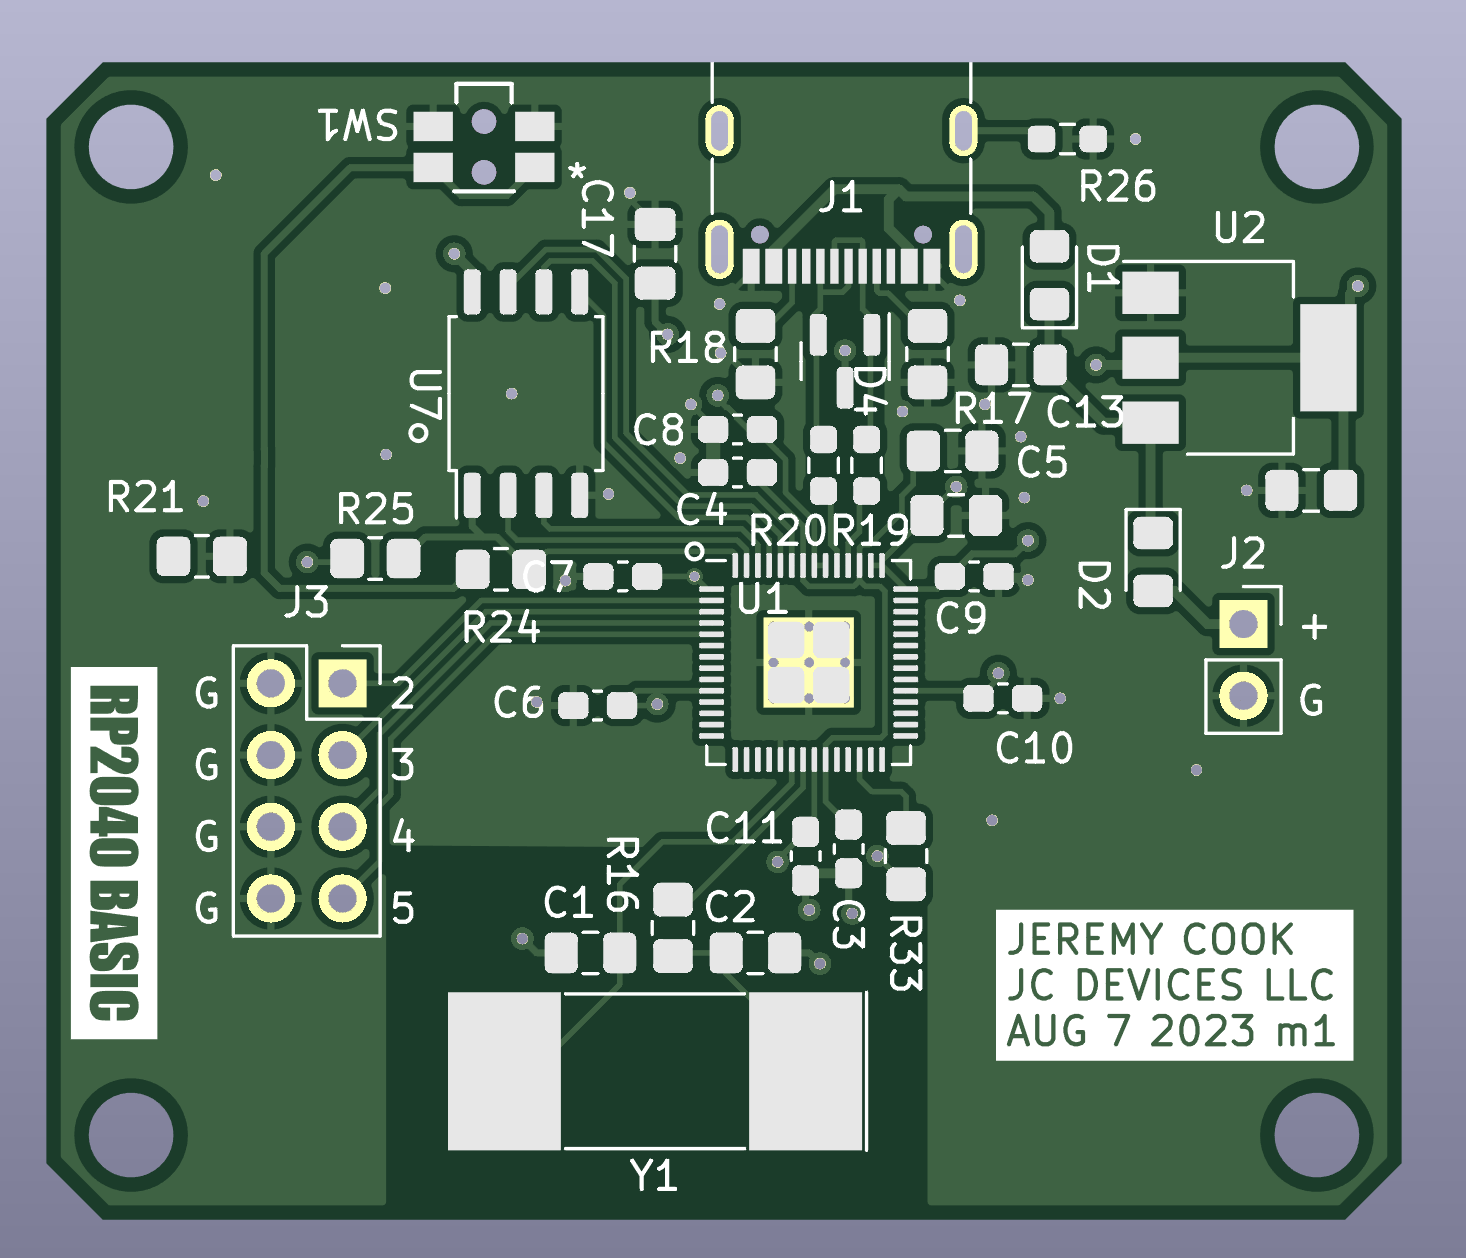 SW1
*
C17
J1
R26
U2
D1
R18
U7
D4
R17
C13
C8
C5
R21
R25
C4
R20
R19
J2
C7
D2
J3
U1
C9
R24
+
G
2
C6
G
G
3
C10
G
4
C11
R16
G
5
C1
C2
C3
R33
RP2040 BASIC
JEREMY COOK
JC DEVICES LLC
AUG 7 2023 m1
Y1